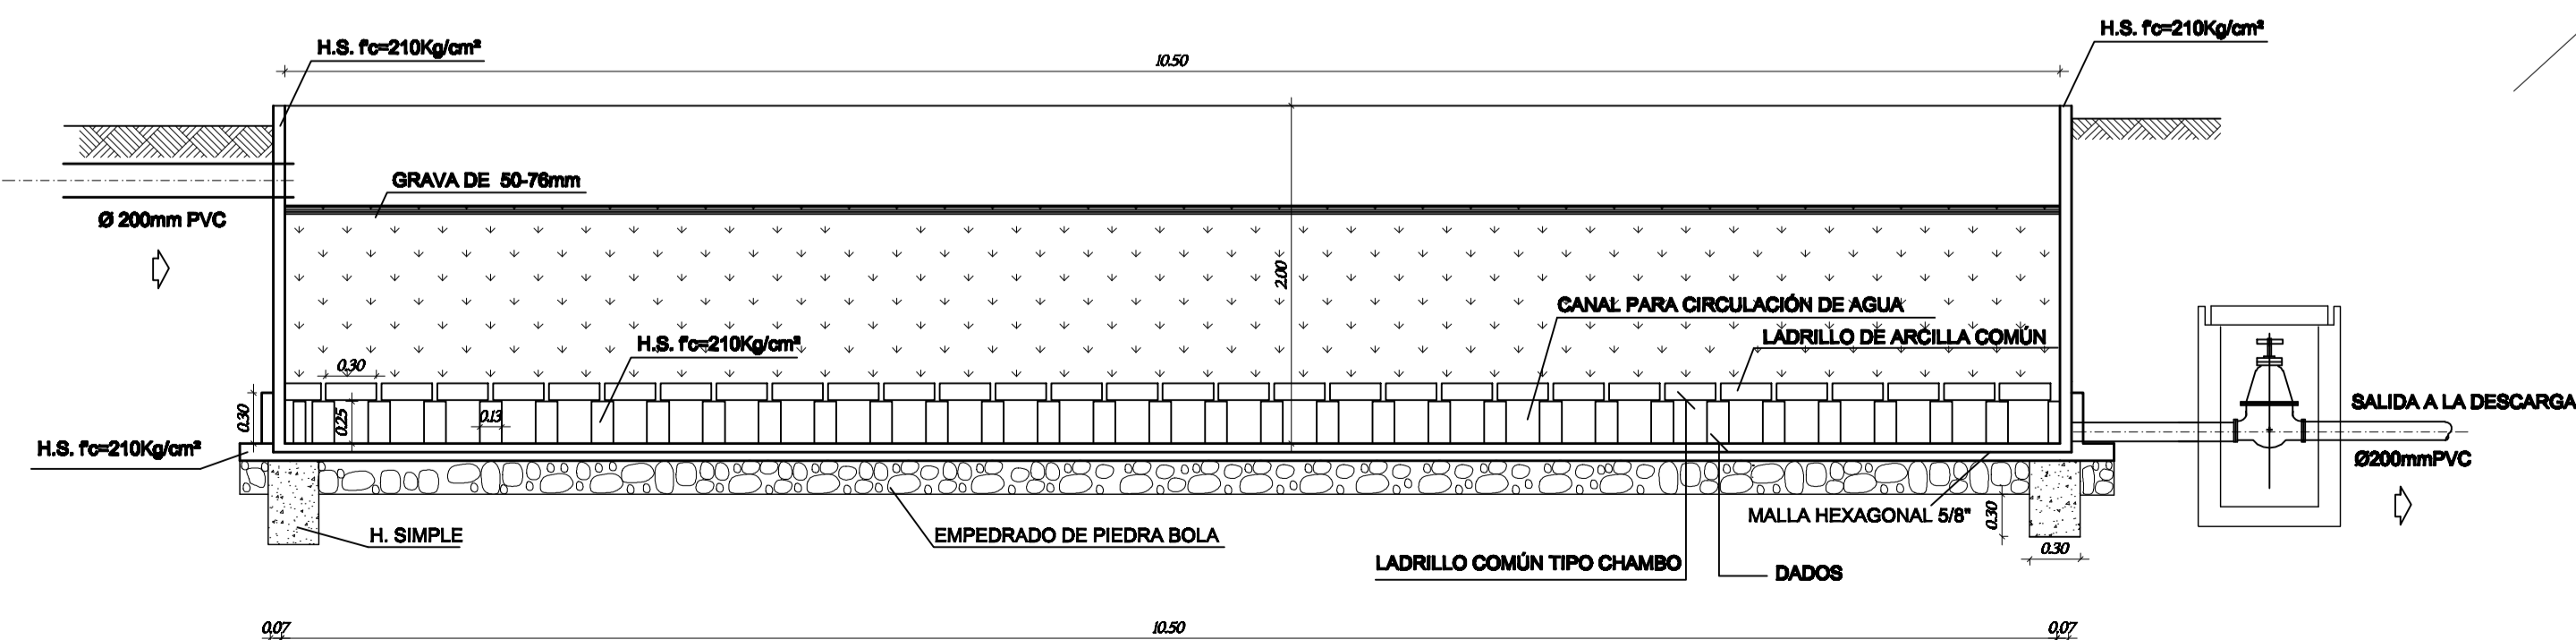 H.S. f'c=210Kg/cm²
H.S. f'c=210Kg/cm²
10.50
GRAVA DE 50-76mm
Ø 200mm PVC
2.00
CANAL PARA CIRCULACIÓN DE AGUA
LADRILLO DE ARCILLA COMÚN
H.S. f'c=210Kg/cm²
0.30
0.30
0.25
0.13
SALIDA A LA DESCARGA
H.S. f'c=210Kg/cm²
Ø200mmPVC
MALLA HEXAGONAL 5/8"
0.30
H. SIMPLE
EMPEDRADO DE PIEDRA BOLA
0.30
LADRILLO COMÚN TIPO CHAMBO
DADOS
0.07
10.50
0.07